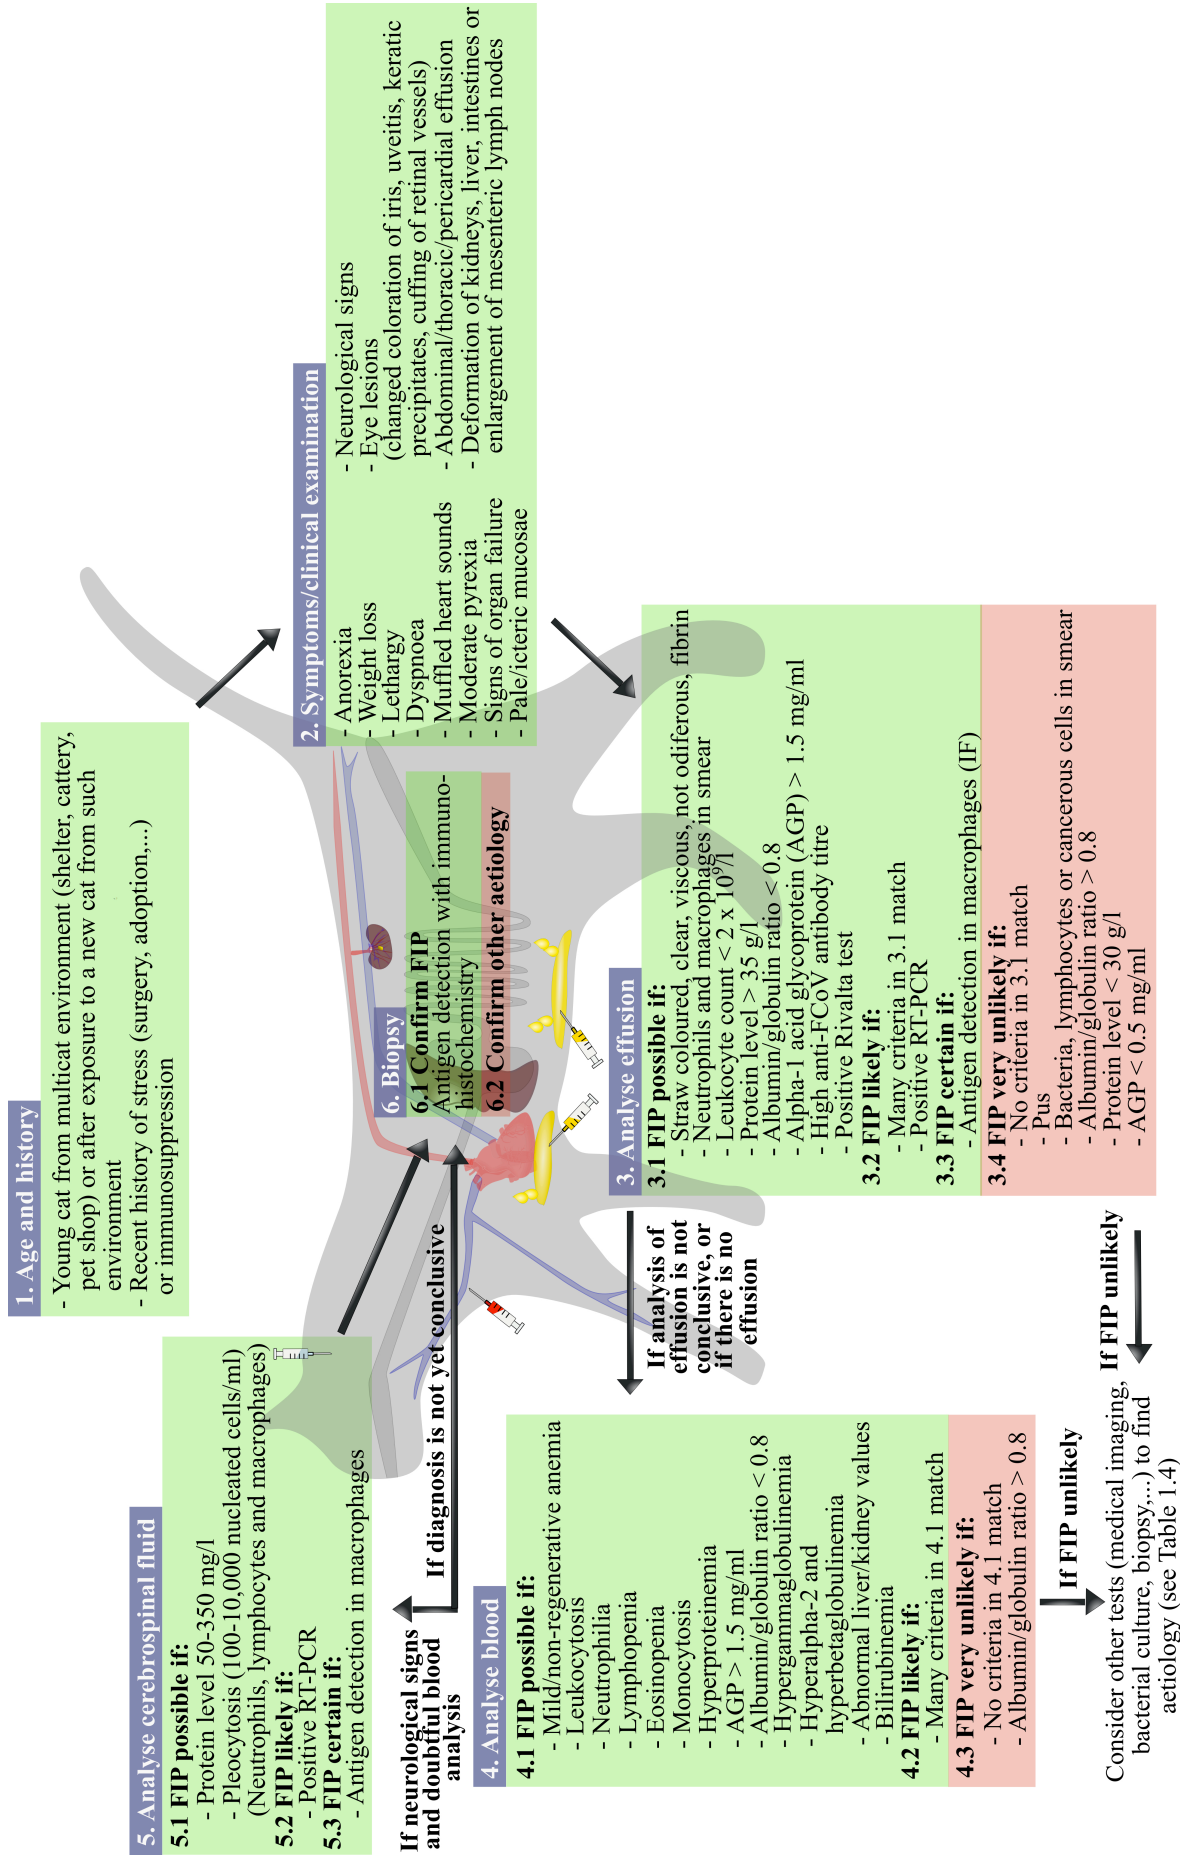 1. Age and history
- Young cat from multicat environment (shelter, cattery,
pet shop) or after exposure to a new cat from such
environment
- Recent history of stress (surgery, adoption,...)
or immunosuppression
2. Symptoms/clinical examination
- Anorexia
- Weight loss
- Lethargy
- Dyspnoea
- Muffled heart sounds
- Moderate pyrexia
- Signs of organ failure
- Pale/icteric mucosae
- Neurological signs
- Eye lesions
(changed coloration of iris, uveitis, keratic
precipitates, cuffing of retinal vessels)
- Abdominal/thoracic/pericardial effusion
- Deformation of kidneys, liver, intestines or
enlargement of mesenteric lymph nodes
3. Analyse effusion
3.1 FIP possible if:
- Straw coloured, clear, viscous, not odiferous, fibrin
- Neutrophils and macrophages in smear
- Leukocyte count < 2 x 10⁹/l
- Protein level > 35 g/l
- Albumin/globulin ratio < 0.8
- Alpha-1 acid glycoprotein (AGP) > 1.5 mg/ml
- High anti-FCoV antibody titre
- Positive Rivalta test
3.2 FIP likely if:
- Many criteria in 3.1 match
- Positive RT-PCR
3.3 FIP certain if:
- Antigen detection in macrophages (IF)
3.4 FIP very unlikely if:
- No criteria in 3.1 match
- Pus
- Bacteria, lymphocytes or cancerous cells in smear
- Albumin/globulin ratio > 0.8
- Protein level < 30 g/l
- AGP < 0.5 mg/ml
If analysis of
effusion is not
conclusive, or
if there is no
effusion
If FIP unlikely
4. Analyse blood
4.1 FIP possible if:
- Mid/non-regenerative anemia
- Leukocytosis
- Neutrophilia
- Lymphopenia
- Eosinopenia
- Monocytosis
- Hyperproteinemia
- AGP > 1.5 mg/ml
- Albumin/globulin ratio < 0.8
- Hypergammaglobulinemia
- Hyperalpha-2 and
hyperbetaglobulinemia
- Abnormal liver/kidney values
- Bilirubinemia
4.2 FIP likely if:
- Many criteria in 4.1 match
4.3 FIP very unlikely if:
- No criteria in 4.1 match
- Albumin/globulin ratio > 0.8
If FIP unlikely
Consider other tests (medical imaging,
bacterial culture, biopsy,...) to find
aetiology (see Table 1.4)
If neurological signs
and doubtful blood
analysis
If diagnosis is not yet conclusive
5. Analyse cerebrospinal fluid
5.1 FIP possible if:
- Protein level 50-350 mg/l
- Pleocytosis (100-10,000 nucleated cells/ml)
(Neutrophils, lymphocytes and macrophages)
5.2 FIP likely if:
- Positive RT-PCR
5.3 FIP certain if:
- Antigen detection in macrophages
6. Biopsy
6.1 Confirm FIP
Antigen detection with immuno-
histochemistry
6.2 Confirm other aetiology